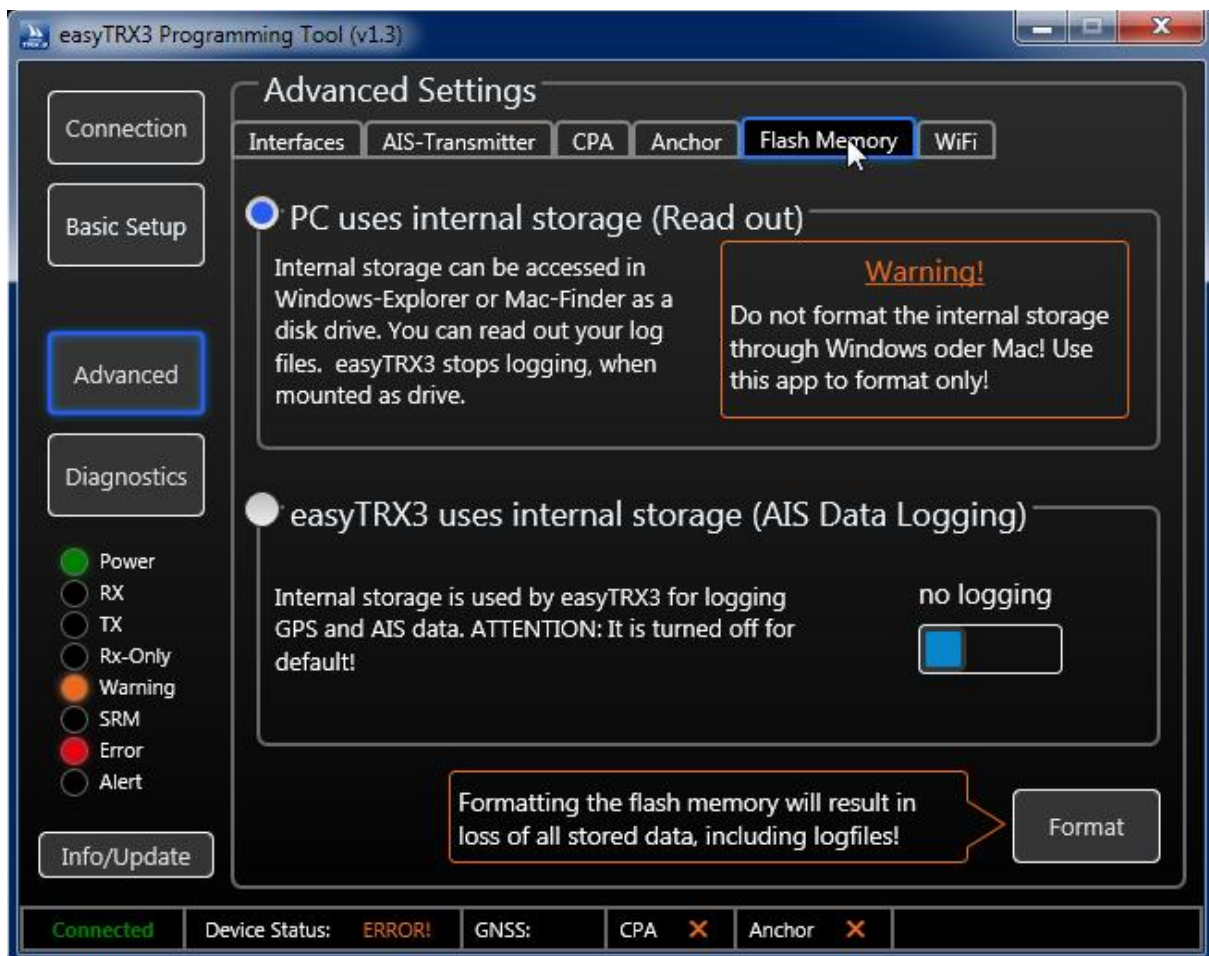 easyTRX3 Programming Tool (v1.3)
Connection
Basic Setup
Advanced
Diagnostics
Power
RX
TX
Rx-Only
Warning
SRM
Error
Alert
Info/Update
Advanced Settings
Interfaces AIS-Transmitter CPA Anchor Flash Memory WiFi
PC uses internal storage (Read out)
Internal storage can be accessed in
Windows-Explorer or Mac-Finder as a
disk drive. You can read out your log
files. easyTRX3 stops logging, when
mounted as drive.
Warning!
Do not format the internal storage
through Windows oder Mac! Use
this app to format only!
easyTRX3 uses internal storage (AIS Data Logging)
Internal storage is used by easyTRX3 for logging
GPS and AIS data. ATTENTION: It is turned off for
default!
no logging
Formatting the flash memory will result in
loss of all stored data, including logfiles!
Format
Connected Device Status: ERROR! GNSS: CPA Anchor